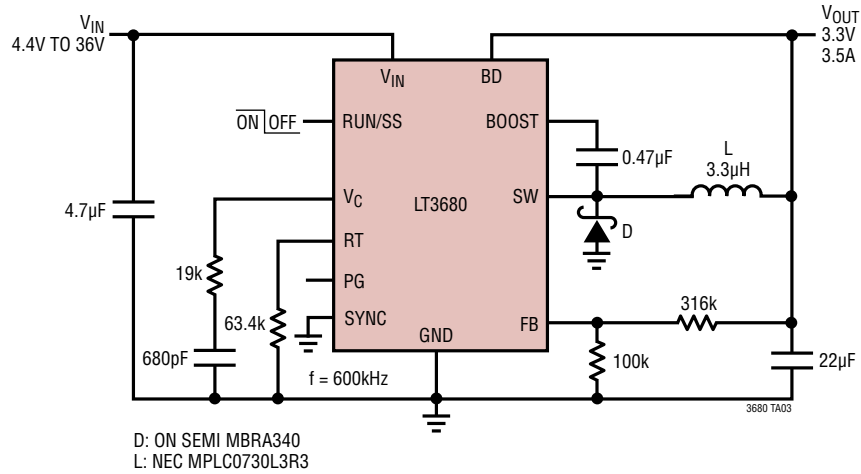 VIN
4.4V TO 36V
VOUT
3.3V
3.5A
VIN
BD
ON OFF
RUN/SS
BOOST
0.47µF
L
3.3µH
4.7µF
VC
LT3680
SW
D
RT
19k
PG
63.4k
SYNC
FB
316k
GND
680pF
f = 600kHz
100k
22µF
3680 TA03
D: ON SEMI MBRA340
L: NEC MPLC0730L3R3